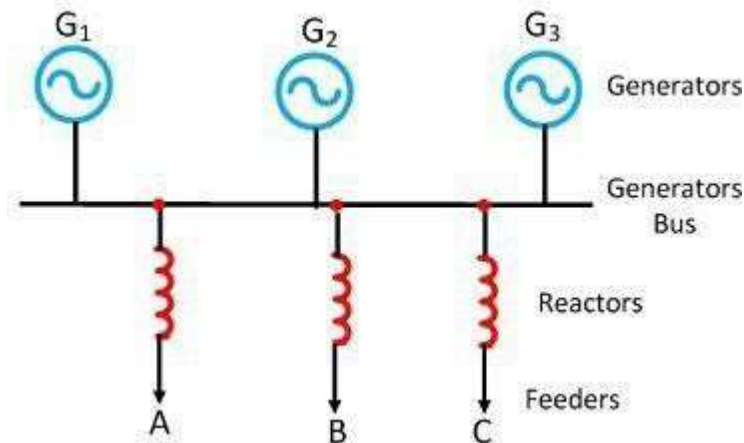 G1
G2
G3
Generators
Generators
Bus
Reactors
Feeders
A
B
C